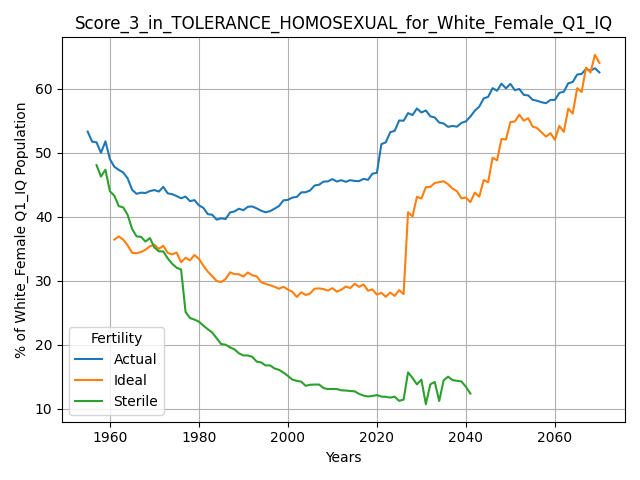 Score_3_in_TOLERANCE_HOMOSEXUAL_for_White_Female_Q1_IQ
% of White_Female Q1_IQ Population
60
50
40
30
20
10
Fertility
Actual
Ideal
Sterile
1960
1980
2000
2020
2040
2060
Years